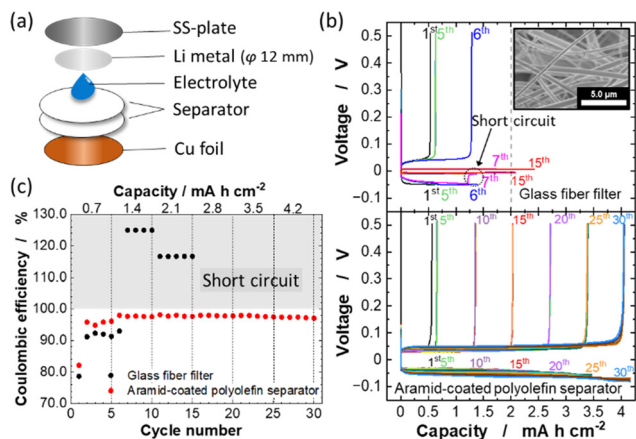 (a)
SS-plate
Li metal (φ 12 mm)
Electrolyte
Separator
Cu foil
(b)
0.5
0.4
0.3
0.2
0.1
0.0
−0.1
Voltage / V
1st 5th
6th
5.0 μm
Short circuit
7th
15th
7th
15th
1st 5th
6th
Glass fiber filter
0.5
0.4
0.3
0.2
0.1
0.0
−0.1
Voltage / V
1st 5th 10th 15th 20th 25th 30th
1st 5th 10th 15th 20th 25th 30th
Aramid-coated polyolefin separator
0 1 2 3 4
Capacity / mA h cm-2
(c)
Capacity / mA h cm-2
0.7 1.4 2.1 2.8 3.5 4.2
130.0
120.0
110.0
100.0
90.0
80.0
70.0
Coulombic efficiency / %
Short circuit
Glass fiber filter
Aramid-coated polyolefin separator
0 5 10 15 20 25 30
Cycle number